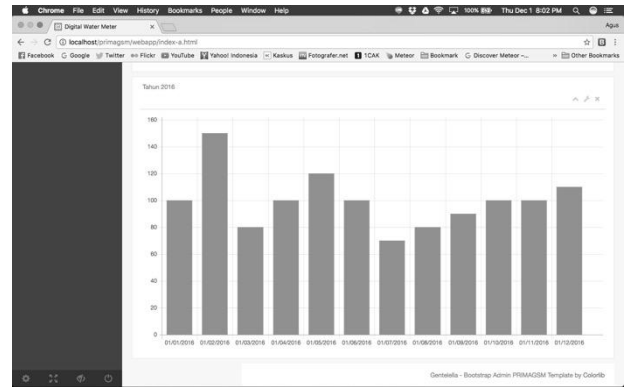 Chrome File Edit View History Bookmarks People Window Help 100% Thu Dec 1 8:02 PM
Digital Water Meter Agus
localhost/primagsm/webapp/index-a.html
Facebook Google Twitter Flickr YouTube Yahoo! Indonesia Kaskus Fotografer.net 1CAK Meteor Bookmark Discover Meteor -... » Other Bookmarks
Tahun 2016
160
140
120
100
80
60
40
20
0
01/01/2016 01/02/2016 01/03/2016 01/04/2016 01/05/2016 01/06/2016 01/07/2016 01/08/2016 01/09/2016 01/10/2016 01/11/2016 01/12/2016
Gentelella - Bootstrap Admin PRIMAGSM Template by Colorlib